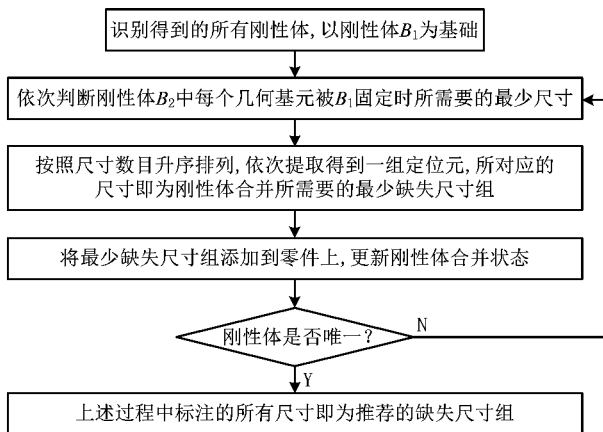 识别得到的所有刚性体,以刚性体B₁为基础
依次判断刚性体B₂中每个几何基元被B₁固定时所需要的最少尺寸
按照尺寸数目升序排列,依次提取得到一组定位元,所对应的
尺寸即为刚性体合并所需要的最少缺失尺寸组
将最少缺失尺寸组添加到零件上,更新刚性体合并状态
刚性体是否唯一?
N
Y
上述过程中标注的所有尺寸即为推荐的缺失尺寸组